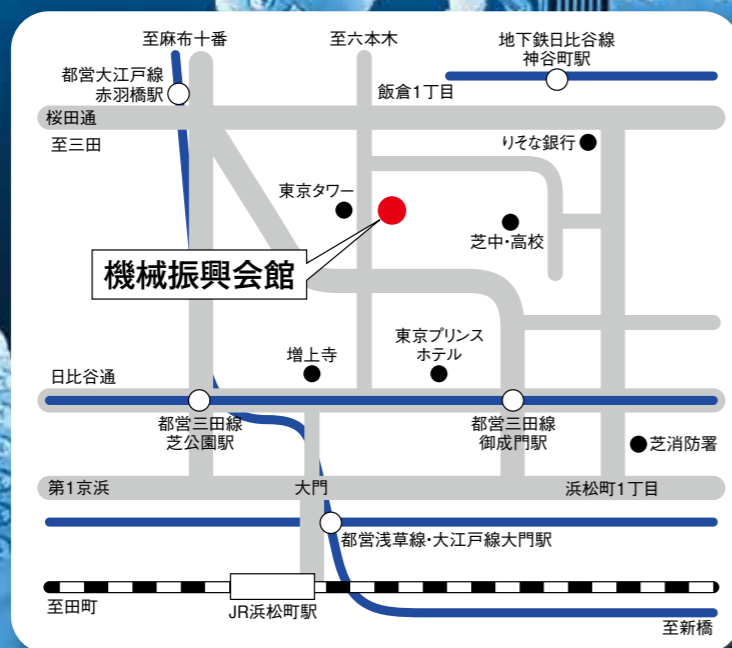 至麻布十番
至六本木
地下鉄日比谷線
神谷町駅
都営大江戸線
赤羽橋駅
飯倉1丁目
桜田通
至三田
りそな銀行
東京タワー
芝中・高校
機械振興会館
増上寺
東京プリンス
ホテル
日比谷通
都営三田線
芝公園駅
都営三田線
御成門駅
芝消防署
第1京浜
大門
浜松町1丁目
都営浅草線・大江戸線大門駅
至田町
JR浜松町駅
至新橋